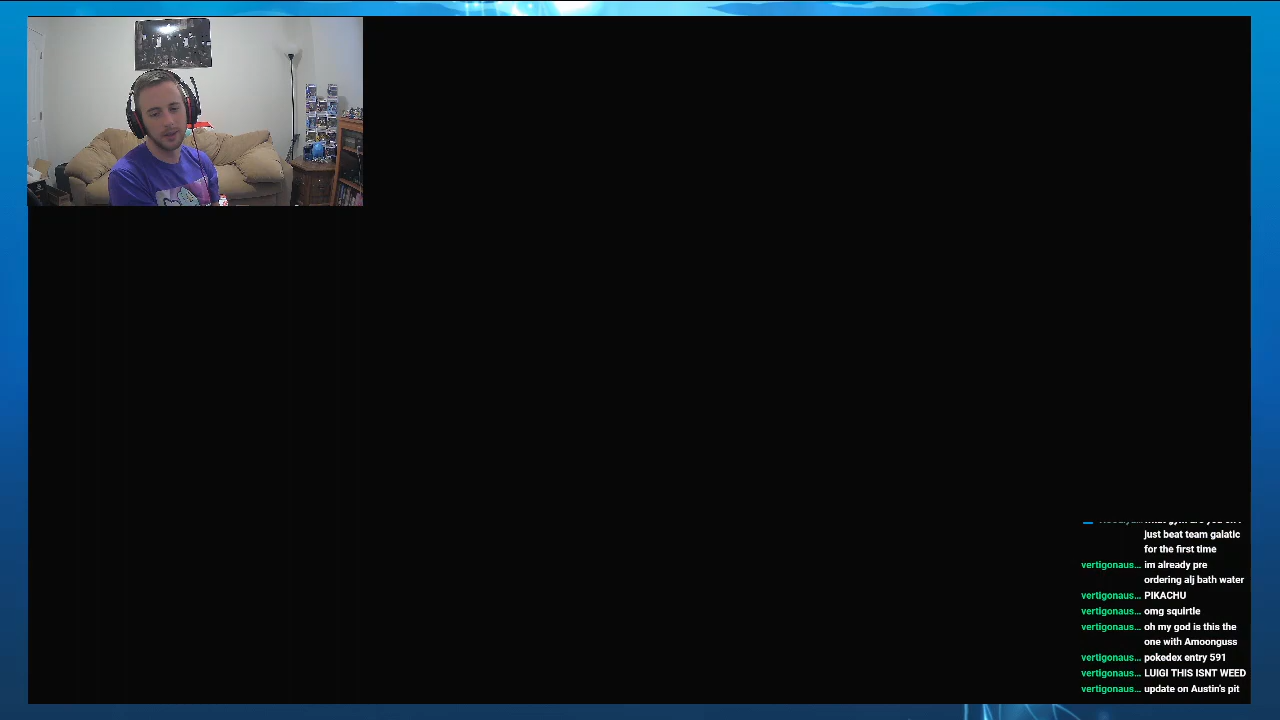 just beat team galatic
for the first time
vertigonaus… im already pre
ordering alj bath water
vertigonaus… PIKACHU
vertigonaus… omg squirtle
vertigonaus… oh my god is this the
one with Amoonguss
vertigonaus… pokedex entry 591
vertigonaus… LUIGI THIS ISNT WEED
vertigonaus… update on Austin's pit